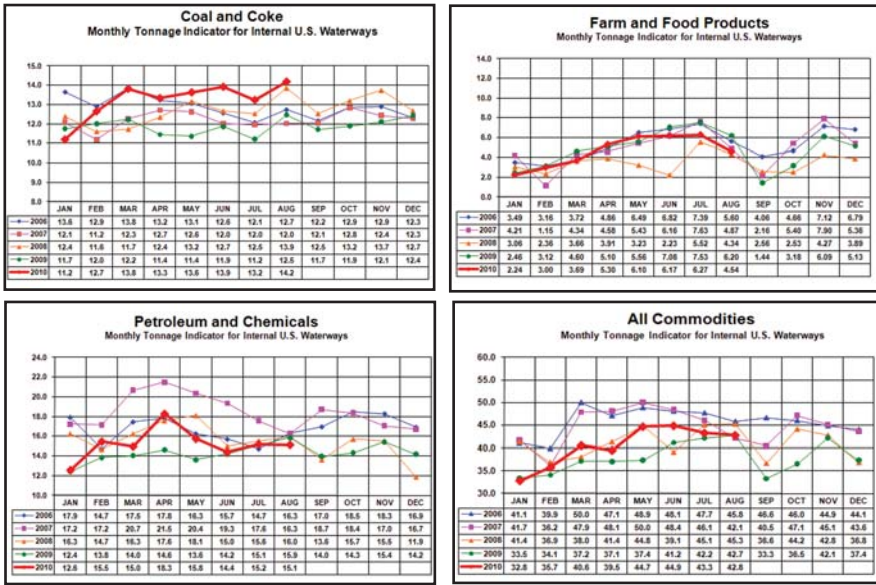 Coal and Coke
Monthly Tonnage Indicator for Internal U.S. Waterways
15.0
14.0
13.0
12.0
11.0
10.0
9.0
8.0
JAN FEB MAR APR MAY JUN JUL AUG SEP OCT NOV DEC
2006 13.6 12.9 13.8 13.2 13.1 12.6 12.1 12.7 12.2 12.9 12.9 12.3
2007 12.1 11.2 12.3 12.7 12.6 12.0 12.0 12.0 12.1 12.8 12.4 12.3
2008 12.4 11.6 11.7 12.4 13.2 12.7 12.5 13.9 12.5 13.2 13.7 12.7
2009 11.7 12.0 12.2 11.4 11.4 11.9 11.2 12.5 11.7 11.9 12.1 12.4
2010 11.2 12.7 13.8 13.3 13.6 13.9 13.2 14.2
Farm and Food Products
Monthly Tonnage Indicator for Internal U.S. Waterways
14.0
12.0
10.0
8.0
6.0
4.0
2.0
0.0
JAN FEB MAR APR MAY JUN JUL AUG SEP OCT NOV DEC
2006 3.49 3.16 3.72 4.86 6.49 6.82 7.39 5.60 4.06 4.66 7.12 6.79
2007 4.21 1.15 4.34 4.58 5.43 6.16 7.63 4.87 2.16 5.40 7.90 5.36
2008 3.06 2.36 3.66 3.91 3.23 2.23 5.52 4.34 2.56 2.53 4.27 3.89
2009 2.46 3.12 4.60 5.10 5.56 7.06 7.53 6.20 1.44 3.18 6.09 5.13
2010 2.24 3.00 3.69 5.30 6.10 6.17 6.27 4.54
Petroleum and Chemicals
Monthly Tonnage Indicator for Internal U.S. Waterways
24.0
22.0
20.0
18.0
16.0
14.0
12.0
10.0
JAN FEB MAR APR MAY JUN JUL AUG SEP OCT NOV DEC
2006 17.9 14.7 17.5 17.8 16.3 15.7 14.7 16.3 17.0 18.5 18.3 16.9
2007 17.2 17.2 20.7 21.5 20.4 19.3 17.6 16.3 18.7 18.4 17.0 16.7
2008 16.3 14.7 16.3 17.6 18.1 15.0 15.6 16.0 13.6 15.7 15.5 11.9
2009 12.4 13.8 14.0 14.6 13.6 14.2 15.1 15.9 14.0 14.3 15.4 14.2
2010 12.6 15.5 15.0 18.3 15.8 14.4 15.2 15.1
All Commodities
Monthly Tonnage Indicator for Internal U.S. Waterways
60.0
55.0
50.0
45.0
40.0
35.0
30.0
JAN FEB MAR APR MAY JUN JUL AUG SEP OCT NOV DEC
2006 41.1 39.9 50.0 47.1 48.9 48.1 47.7 45.8 46.6 46.0 44.9 44.1
2007 41.7 36.2 47.9 48.1 50.0 48.4 46.1 42.1 40.5 47.1 45.1 43.6
2008 41.4 36.9 38.0 41.4 44.8 39.1 45.1 45.3 36.6 44.2 42.8 36.8
2009 33.5 34.1 37.2 37.1 37.4 41.2 42.2 42.7 33.3 36.5 42.1 37.4
2010 32.8 35.7 40.6 39.5 44.7 44.9 43.3 42.8